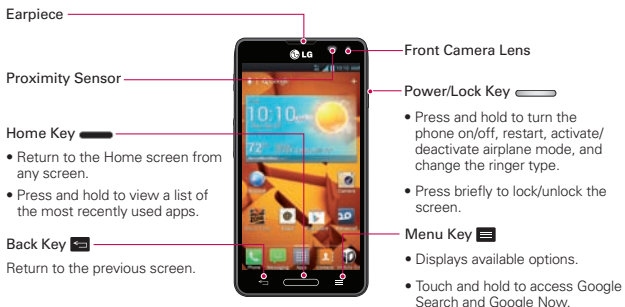 Earpiece
Proximity Sensor
Home Key
• Return to the Home screen from
any screen.
• Press and hold to view a list of
the most recently used apps.
Back Key
Return to the previous screen.
LG
10:10
72°
Front Camera Lens
Power/Lock Key
• Press and hold to turn the
phone on/off, restart, activate/
deactivate airplane mode, and
change the ringer type.
• Press briefly to lock/unlock the
screen.
Menu Key
• Displays available options.
• Touch and hold to access Google
Search and Google Now.